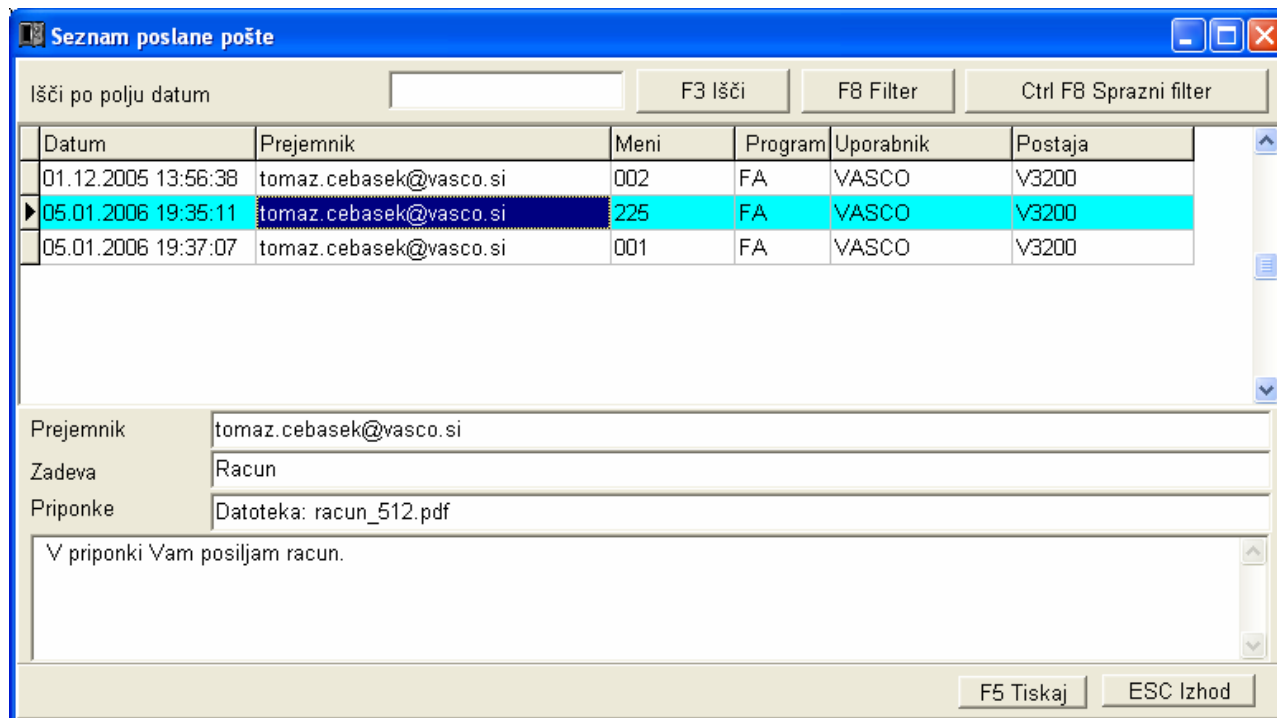 Seznam poslane pošte
Išči po polju datum F3 Išči F8 Filter Ctrl F8 Sprazni filter
Datum Prejemnik Meni Program Uporabnik Postaja
01.12.2005 13:56:38 tomaz.cebasek@vasco.si 002 FA VASCO V3200
05.01.2006 19:35:11 tomaz.cebasek@vasco.si 225 FA VASCO V3200
05.01.2006 19:37:07 tomaz.cebasek@vasco.si 001 FA VASCO V3200
Prejemnik tomaz.cebasek@vasco.si
Zadeva Racun
Priponke Datoteka: racun_512.pdf
V priponki Vam posiljam racun.
F5 Tiskaj ESC Izhod